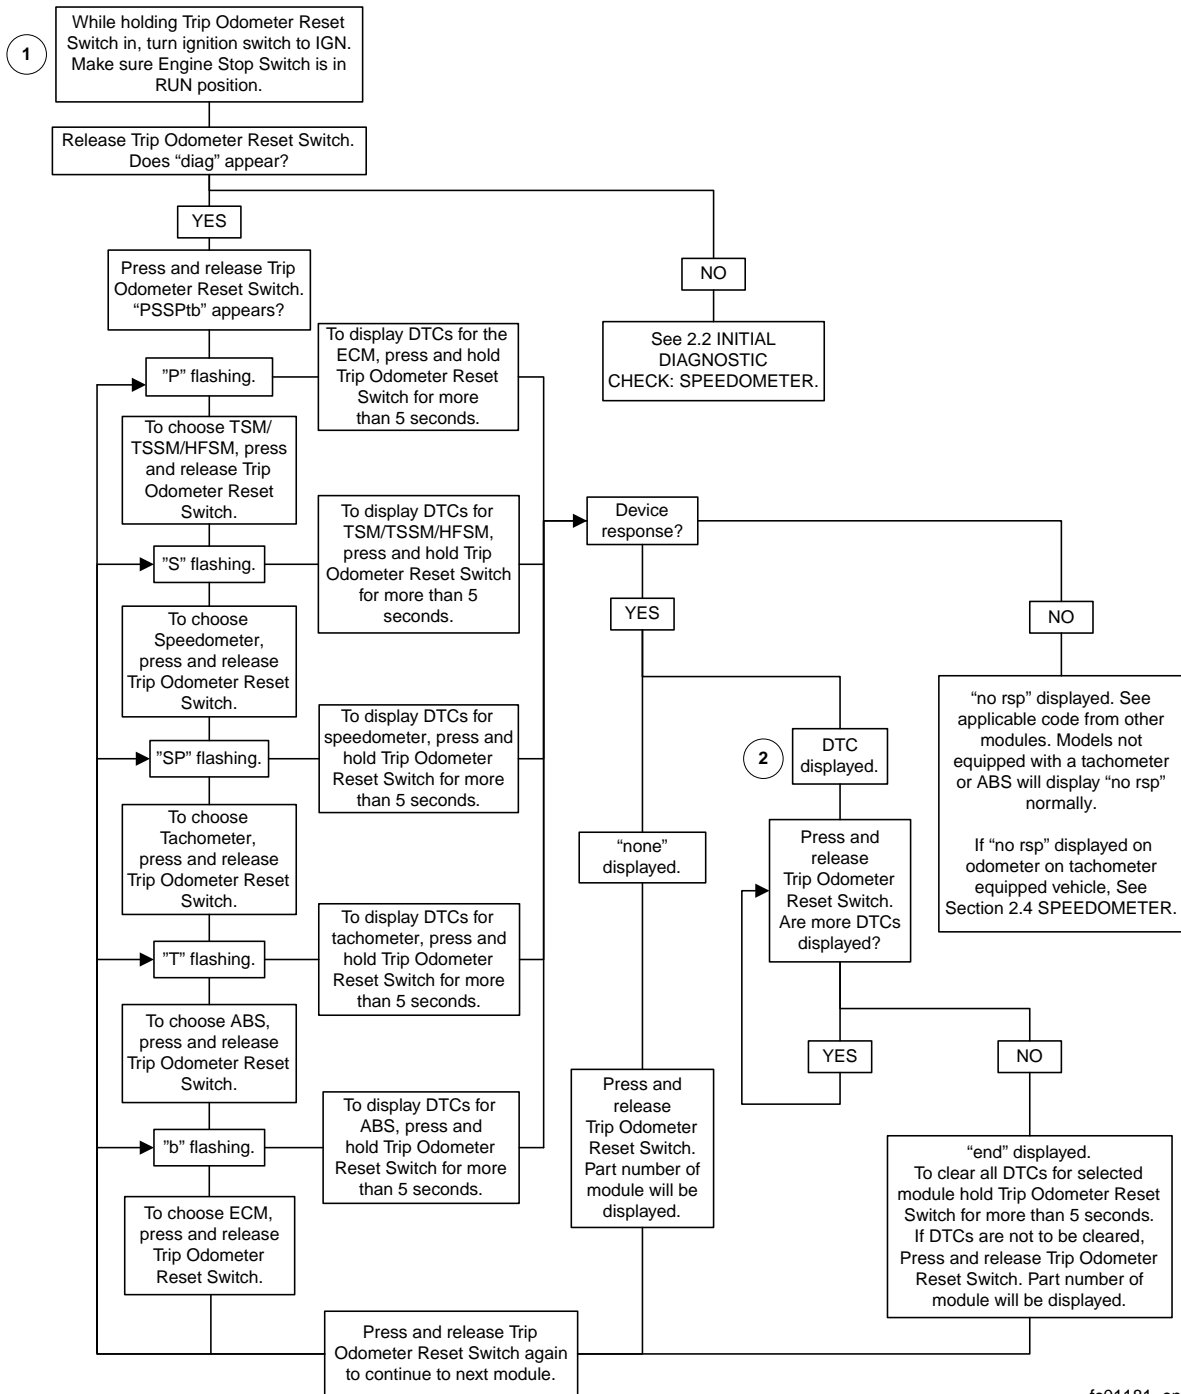 1
While holding Trip Odometer Reset
Switch in, turn ignition switch to IGN.
Make sure Engine Stop Switch is in
RUN position.
Release Trip Odometer Reset Switch.
Does “diag” appear?
YES
NO
Press and release Trip
Odometer Reset Switch.
“PSSPtb” appears?
See 2.2 INITIAL
DIAGNOSTIC
CHECK: SPEEDOMETER.
”P” flashing.
To display DTCs for the
ECM, press and hold
Trip Odometer Reset
Switch for more
than 5 seconds.
To choose TSM/
TSSM/HFSM, press
and release Trip
Odometer Reset
Switch.
”S” flashing.
To display DTCs for
TSM/TSSM/HFSM,
press and hold Trip
Odometer Reset Switch
for more than 5
seconds.
To choose
Speedometer,
press and release
Trip Odometer Reset
Switch.
”SP” flashing.
To display DTCs for
speedometer, press and
hold Trip Odometer
Reset Switch for more
than 5 seconds.
To choose
Tachometer,
press and release
Trip Odometer Reset
Switch.
”T” flashing.
To display DTCs for
tachometer, press and
hold Trip Odometer
Reset Switch for more
than 5 seconds.
To choose ABS,
press and release
Trip Odometer Reset
Switch.
”b” flashing.
To display DTCs for
ABS, press and
hold Trip Odometer
Reset Switch for more
than 5 seconds.
To choose ECM,
press and release
Trip Odometer
Reset Switch.
Device
response?
YES
NO
“no rsp” displayed. See
applicable code from other
modules. Models not
equipped with a tachometer
or ABS will display “no rsp”
normally.
If “no rsp” displayed on
odometer on tachometer
equipped vehicle, See
Section 2.4 SPEEDOMETER.
2
DTC
displayed.
“none”
displayed.
Press and
release
Trip Odometer
Reset Switch.
Are more DTCs
displayed?
YES
NO
Press and
release
Trip Odometer
Reset Switch.
Part number of
module will be
displayed.
“end” displayed.
To clear all DTCs for selected
module hold Trip Odometer Reset
Switch for more than 5 seconds.
If DTCs are not to be cleared,
Press and release Trip Odometer
Reset Switch. Part number of
module will be displayed.
Press and release Trip
Odometer Reset Switch again
to continue to next module.